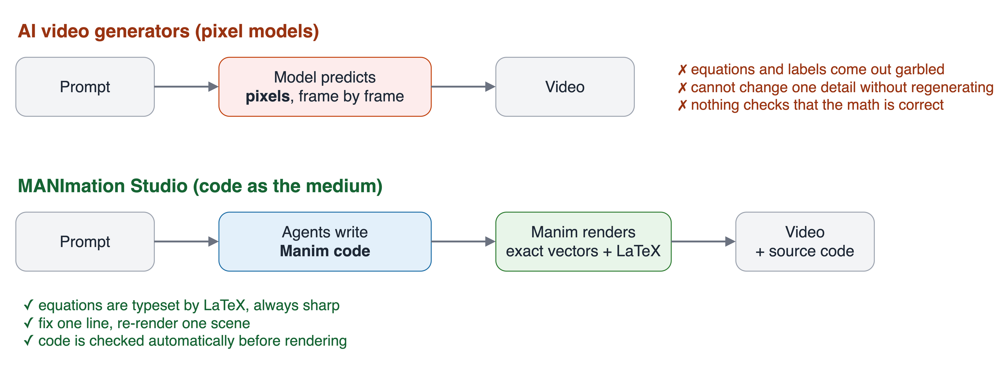 AI video generators (pixel models)
Prompt
Model predicts
pixels, frame by frame
Video
✗ equations and labels come out garbled
✗ cannot change one detail without regenerating
✗ nothing checks that the math is correct
MANImation Studio (code as the medium)
Prompt
Agents write
Manim code
Manim renders
exact vectors + LaTeX
Video
+ source code
✓ equations are typeset by LaTeX, always sharp
✓ fix one line, re-render one scene
✓ code is checked automatically before rendering